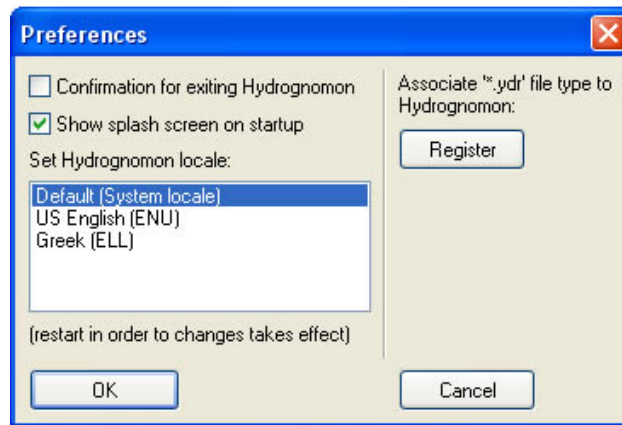 Preferences
Confirmation for exiting Hydrognomon
Show splash screen on startup
Set Hydrognomon locale:
Default (System locale)
US English (ENU)
Greek (ELL)
(restart in order to changes takes effect)
OK
Associate '*.ydr' file type to
Hydrognomon:
Register
Cancel